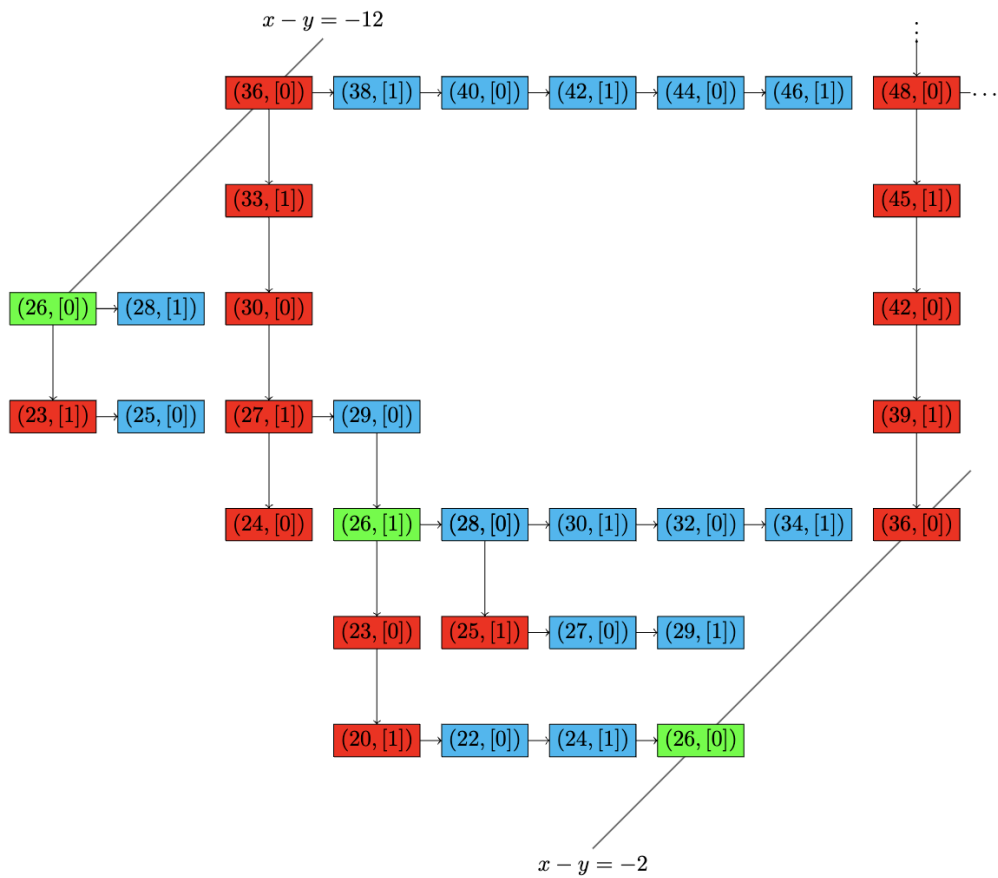 x − y = −12
⋮
(36, [0]) (38, [1]) (40, [0]) (42, [1]) (44, [0]) (46, [1]) (48, [0]) ⋯
(33, [1]) (45, [1])
(26, [0]) (28, [1]) (30, [0]) (42, [0])
(23, [1]) (25, [0]) (27, [1]) (29, [0]) (39, [1])
(24, [0]) (26, [1]) (28, [0]) (30, [1]) (32, [0]) (34, [1]) (36, [0])
(23, [0]) (25, [1]) (27, [0]) (29, [1])
(20, [1]) (22, [0]) (24, [1]) (26, [0])
x − y = −2